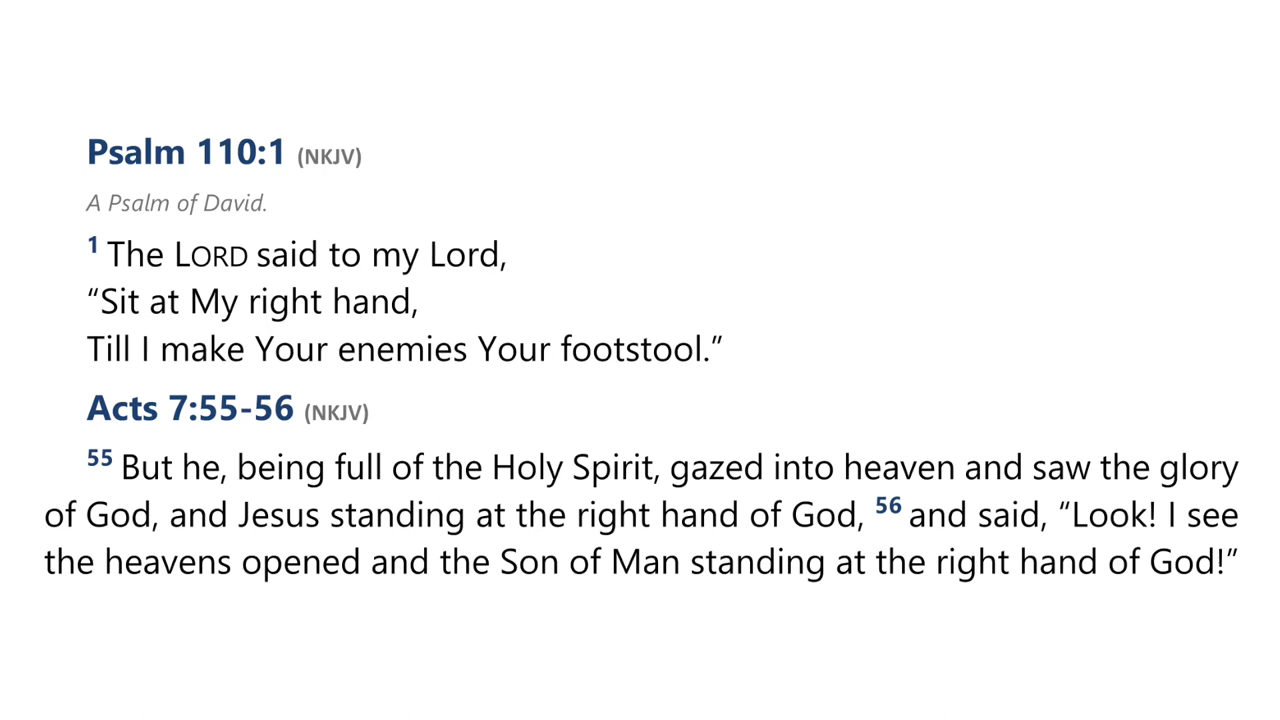 Psalm 110:1 (NKJV)
A Psalm of David.
1 The LORD said to my Lord,
“Sit at My right hand,
Till I make Your enemies Your footstool.”
Acts 7:55-56 (NKJV)
55 But he, being full of the Holy Spirit, gazed into heaven and saw the glory
of God, and Jesus standing at the right hand of God, 56 and said, “Look! I see
the heavens opened and the Son of Man standing at the right hand of God!”